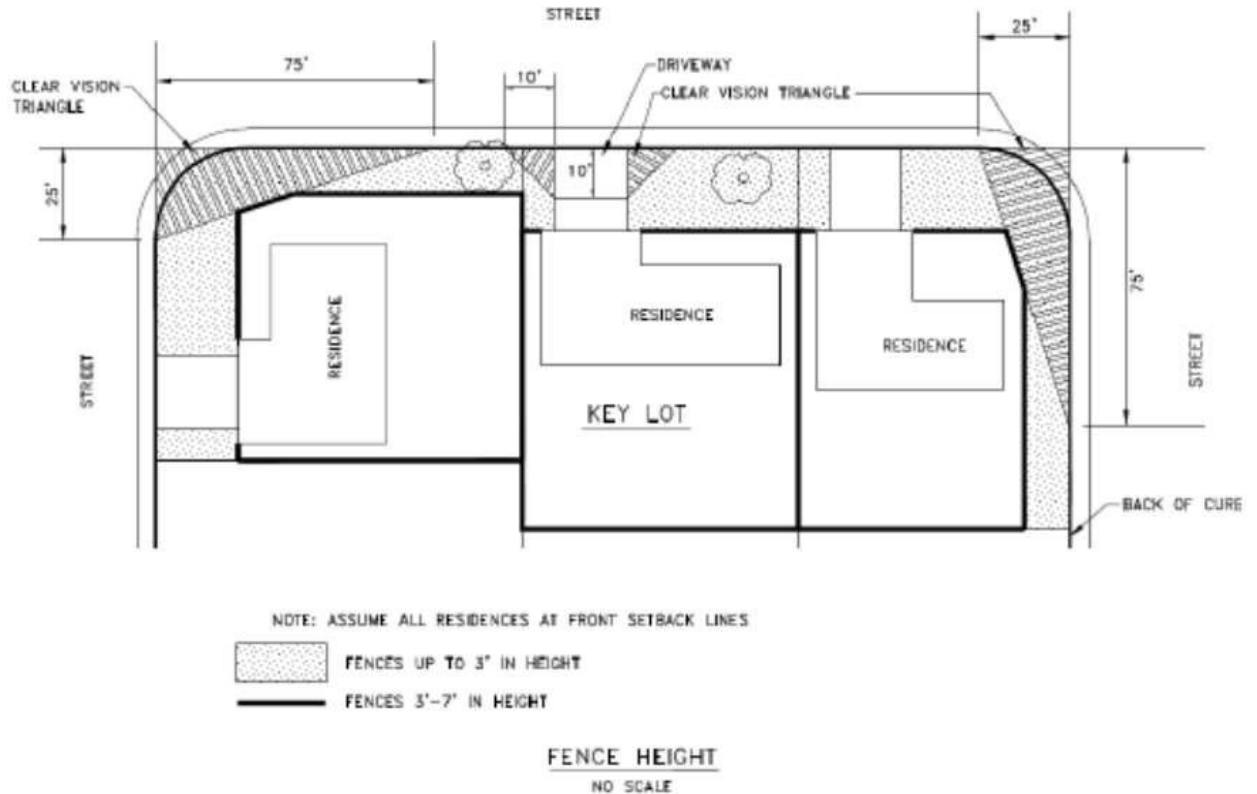 STREET
75'
10'
25'
DRIVEWAY
CLEAR VISION TRIANGLE
CLEAR VISION
TRIANGLE
25'
10'
75'
RESIDENCE
RESIDENCE
RESIDENCE
STREET
STREET
KEY LOT
BACK OF CURB
NOTE: ASSUME ALL RESIDENCES AT FRONT SETBACK LINES
FENCES UP TO 3' IN HEIGHT
FENCES 3'-7' IN HEIGHT
FENCE HEIGHT
NO SCALE